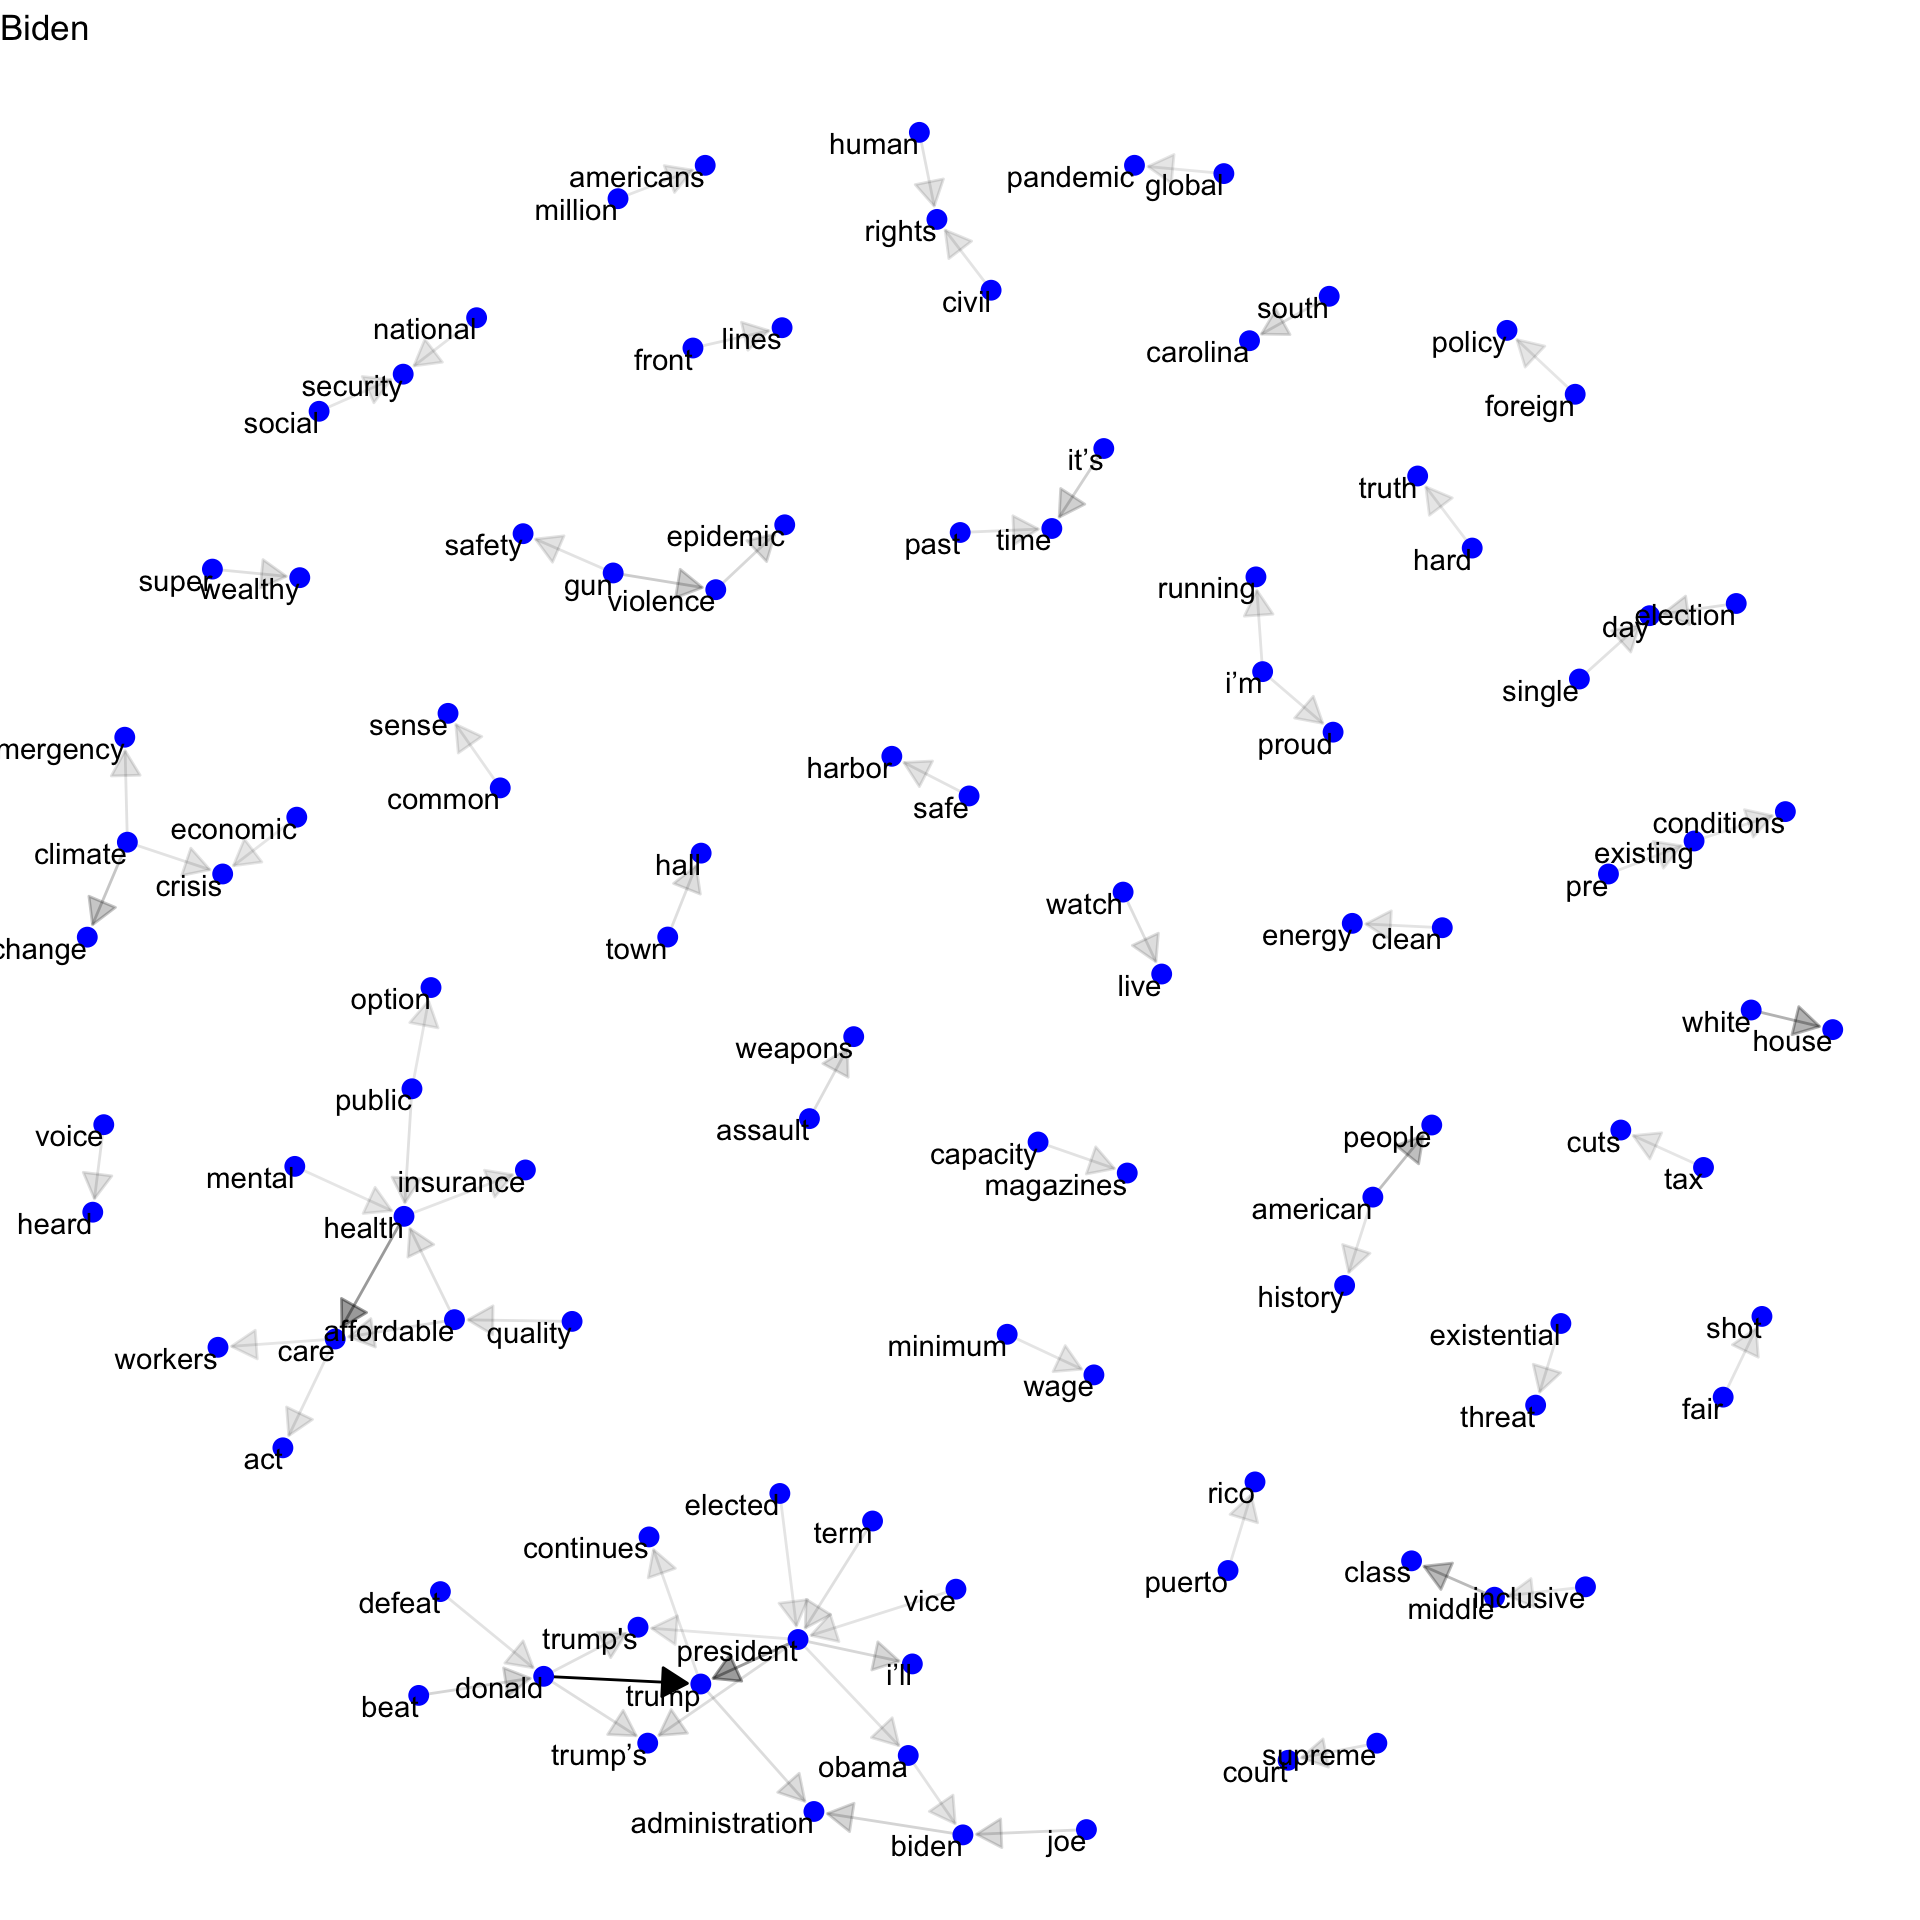 Biden
human
americans
pandemic
global
million
rights
civil
south
national
lines
policy
carolina
front
security
foreign
social
it’s
truth
epidemic
time
past
safety
hard
super
wealthy
gun
violence
running
election
day
i’m
single
sense
proud
mergency
harbor
common
safe
economic
conditions
climate
existing
hall
crisis
pre
watch
energy
clean
change
town
live
option
white
house
weapons
public
assault
voice
people
cuts
capacity
mental
insurance
magazines
tax
american
heard
health
history
affordable
quality
existential
shot
minimum
care
workers
wage
fair
threat
act
rico
elected
term
continues
class
puerto
inclusive
vice
defeat
middle
trump's
president
i’ll
donald
trump
beat
trump’s
supreme
obama
court
administration
joe
biden